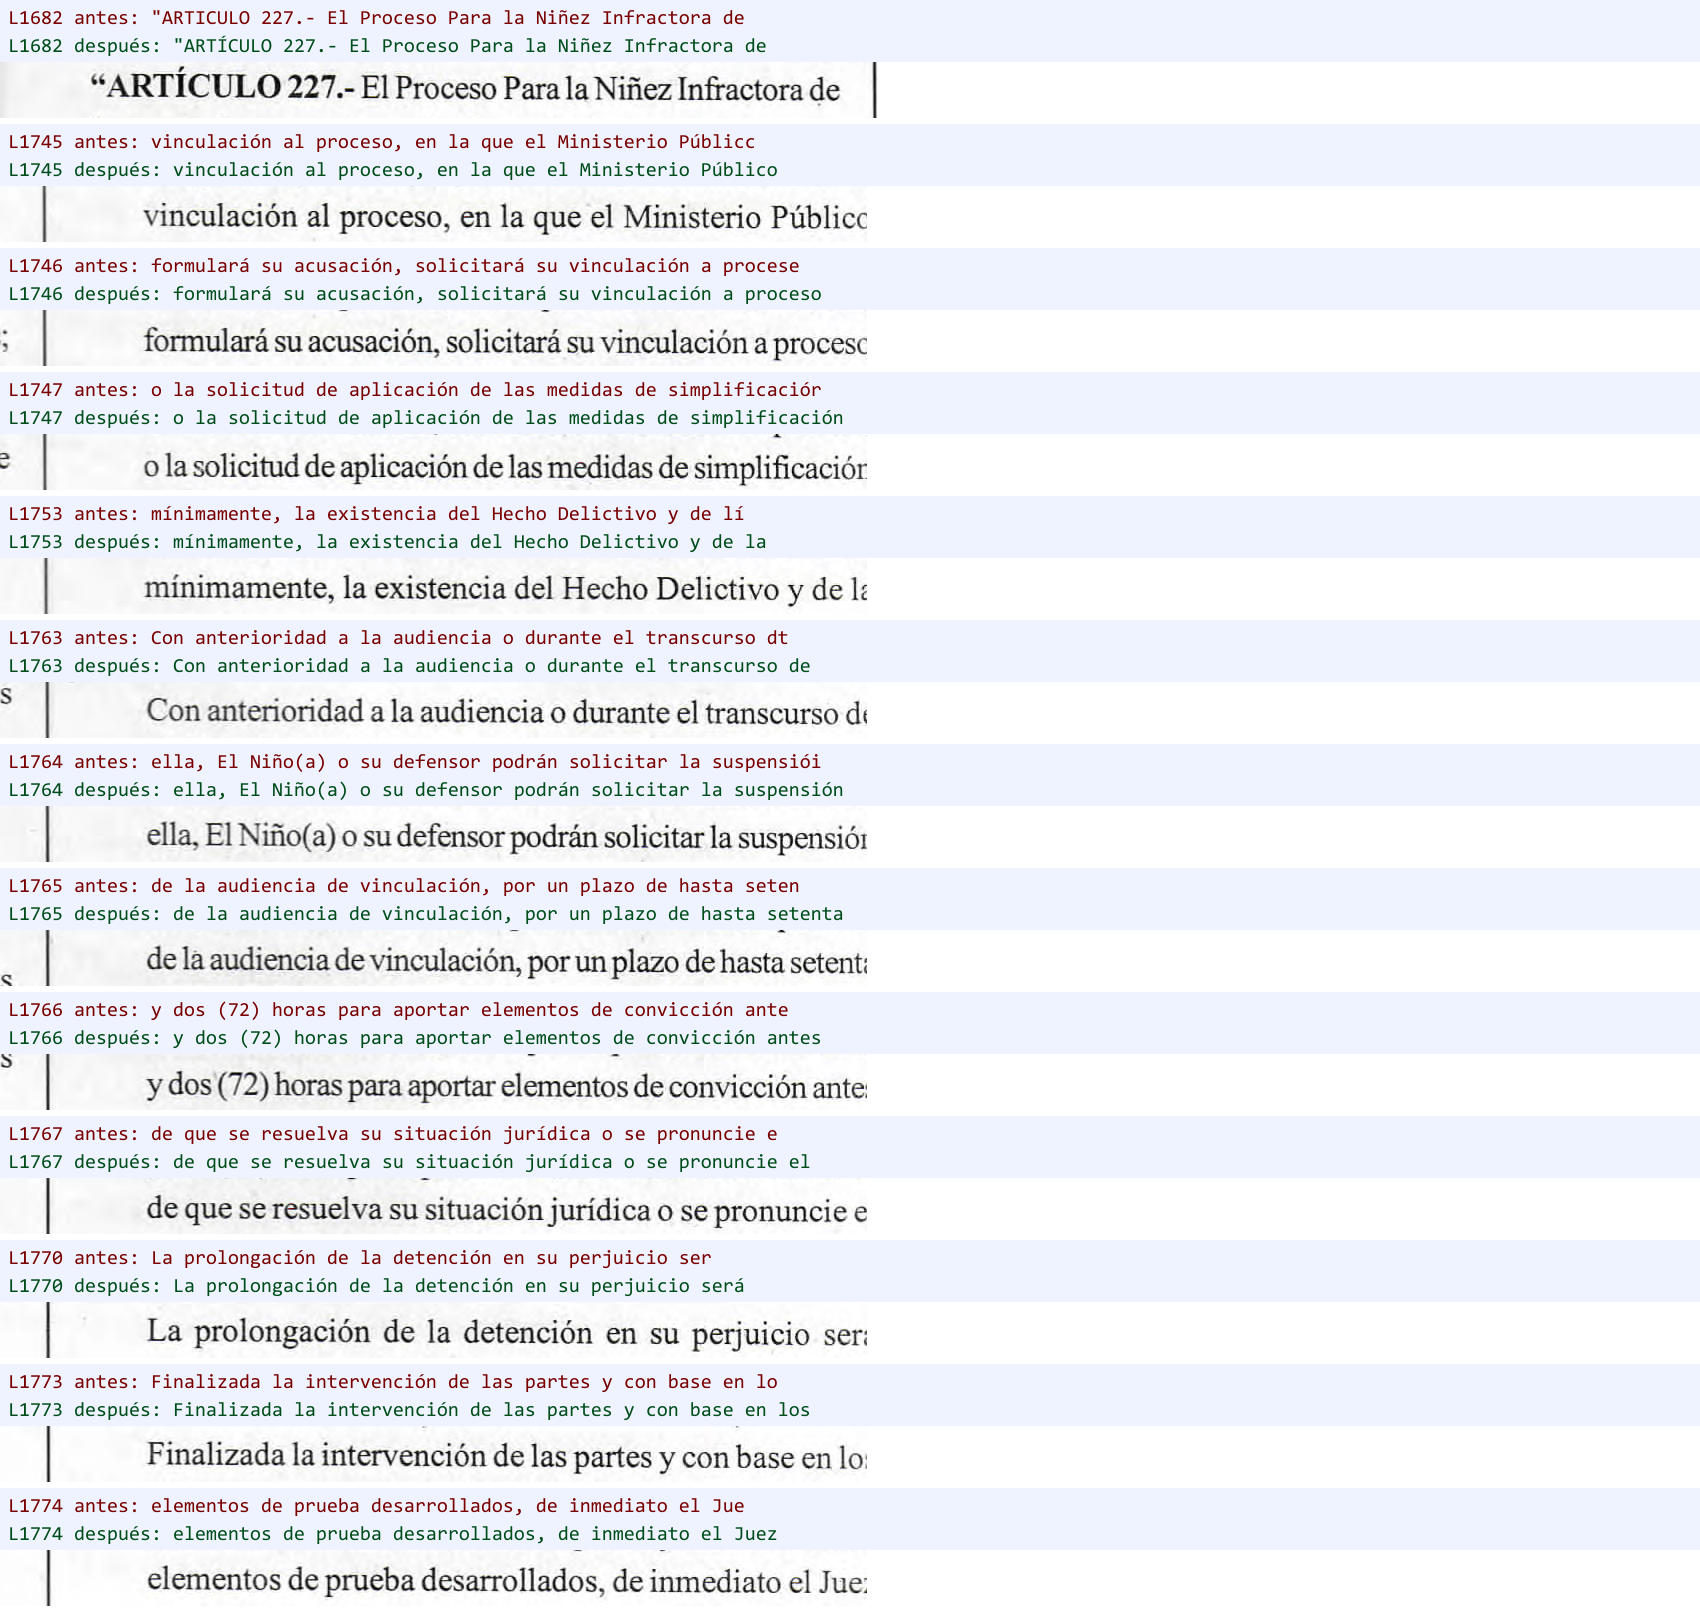 L1682 antes: "ARTICULO 227.- El Proceso Para la Niñez Infractora de
L1682 después: "ARTÍCULO 227.- El Proceso Para la Niñez Infractora de
“ARTÍCULO 227.- El Proceso Para la Niñez Infractora de
L1745 antes: vinculación al proceso, en la que el Ministerio Públicc
L1745 después: vinculación al proceso, en la que el Ministerio Público
vinculación al proceso, en la que el Ministerio Público
L1746 antes: formulará su acusación, solicitará su vinculación a procese
L1746 después: formulará su acusación, solicitará su vinculación a proceso
; formulará su acusación, solicitará su vinculación a proceso
L1747 antes: o la solicitud de aplicación de las medidas de simplificaciór
L1747 después: o la solicitud de aplicación de las medidas de simplificación
e o la solicitud de aplicación de las medidas de simplificación
L1753 antes: mínimamente, la existencia del Hecho Delictivo y de lí
L1753 después: mínimamente, la existencia del Hecho Delictivo y de la
mínimamente, la existencia del Hecho Delictivo y de la
L1763 antes: Con anterioridad a la audiencia o durante el transcurso dt
L1763 después: Con anterioridad a la audiencia o durante el transcurso de
s Con anterioridad a la audiencia o durante el transcurso de
L1764 antes: ella, El Niño(a) o su defensor podrán solicitar la suspensiói
L1764 después: ella, El Niño(a) o su defensor podrán solicitar la suspensión
ella, El Niño(a) o su defensor podrán solicitar la suspensión
L1765 antes: de la audiencia de vinculación, por un plazo de hasta seten
L1765 después: de la audiencia de vinculación, por un plazo de hasta setenta
s de la audiencia de vinculación, por un plazo de hasta setenta
L1766 antes: y dos (72) horas para aportar elementos de convicción ante
L1766 después: y dos (72) horas para aportar elementos de convicción antes
s y dos (72) horas para aportar elementos de convicción antes
L1767 antes: de que se resuelva su situación jurídica o se pronuncie e
L1767 después: de que se resuelva su situación jurídica o se pronuncie el
de que se resuelva su situación jurídica o se pronuncie e
L1770 antes: La prolongación de la detención en su perjuicio ser
L1770 después: La prolongación de la detención en su perjuicio será
La prolongación de la detención en su perjuicio será
L1773 antes: Finalizada la intervención de las partes y con base en lo
L1773 después: Finalizada la intervención de las partes y con base en los
Finalizada la intervención de las partes y con base en los
L1774 antes: elementos de prueba desarrollados, de inmediato el Jue
L1774 después: elementos de prueba desarrollados, de inmediato el Juez
elementos de prueba desarrollados, de inmediato el Juez